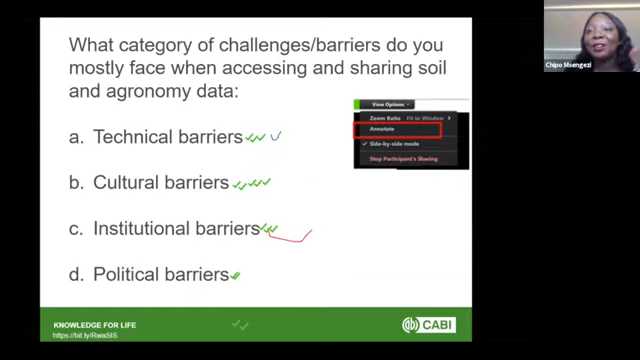 What category of challenges/barriers do you
mostly face when accessing and sharing soil
and agronomy data:
a. Technical barriers
b. Cultural barriers
c. Institutional barriers
d. Political barriers
View Options
Zoom Ratio Fit to Window
Annotate
Side-by-side mode
Stop Participant's Sharing
Chipo Msengezi
KNOWLEDGE FOR LIFE
https://bit.ly/RwaSIS
CABI